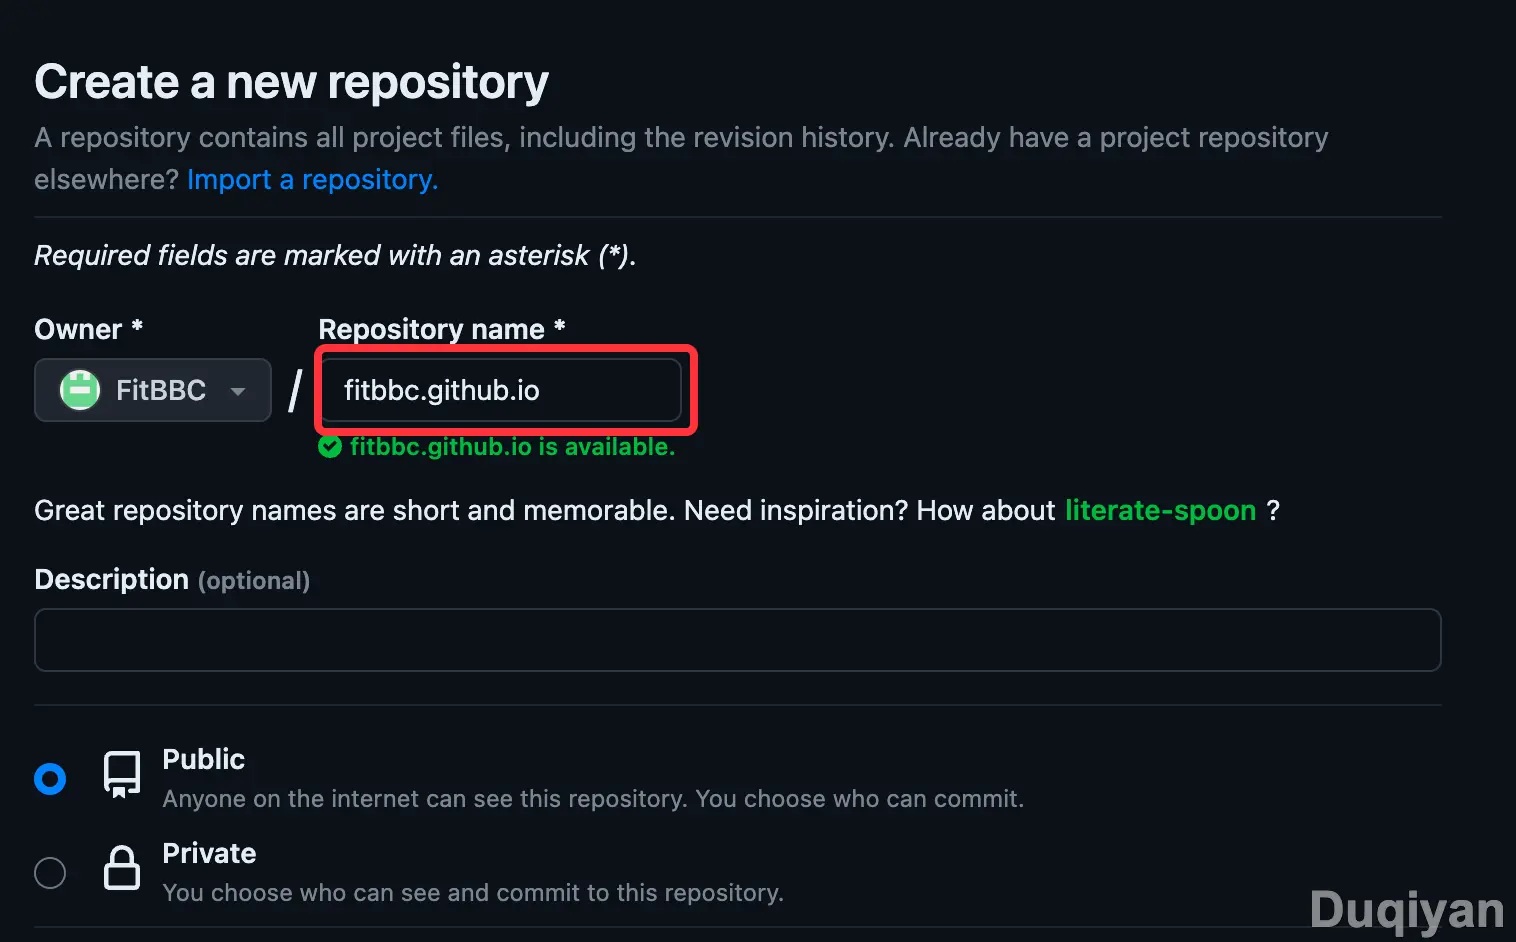 Create a new repository
A repository contains all project files, including the revision history. Already have a project repository
elsewhere? Import a repository.
Required fields are marked with an asterisk (*).
Owner *
Repository name *
FitBBC
/
fitbbc.github.io
fitbbc.github.io is available.
Great repository names are short and memorable. Need inspiration? How about literate-spoon ?
Description (optional)
Public
Anyone on the internet can see this repository. You choose who can commit.
Private
You choose who can see and commit to this repository.
Duqiyan